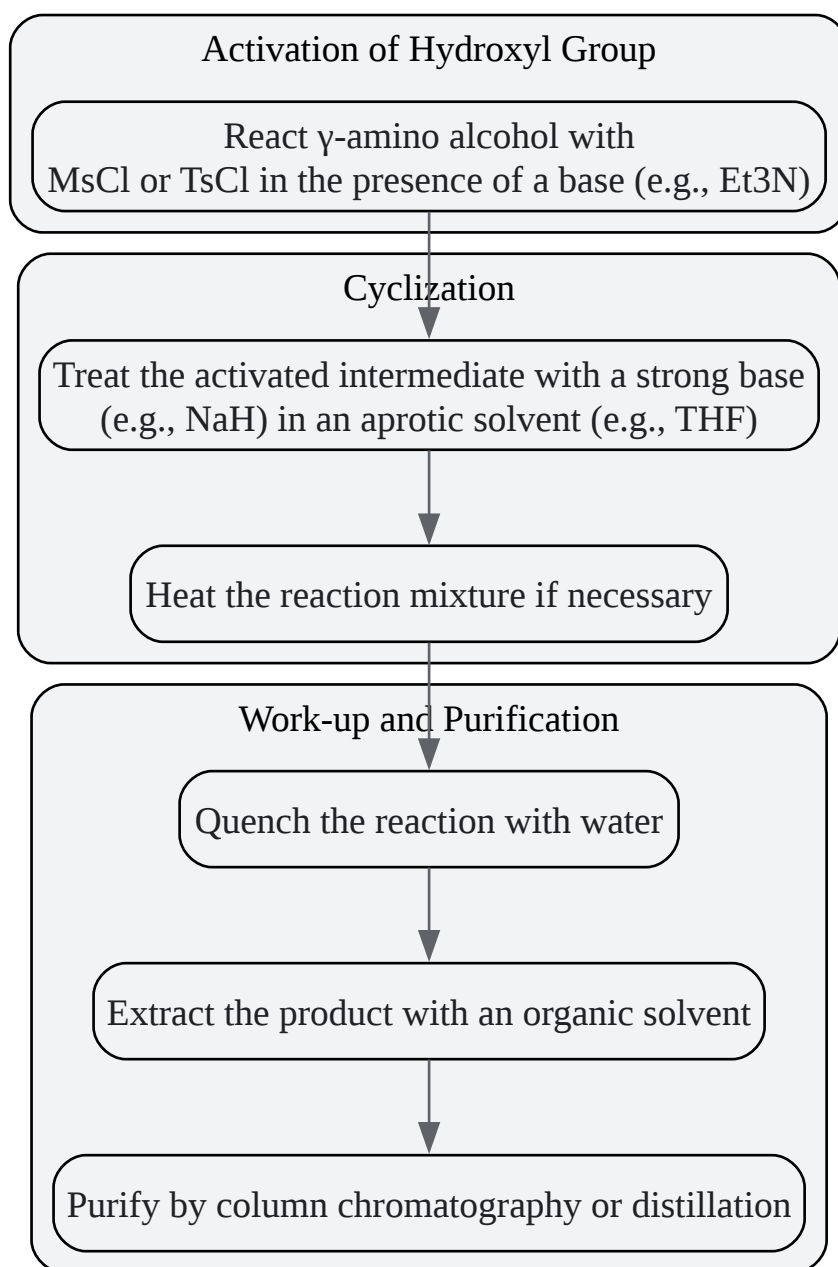 Activation of Hydroxyl Group
React γ-amino alcohol with
MsCl or TsCl in the presence of a base (e.g., Et3N)
Cyclization
Treat the activated intermediate with a strong base
(e.g., NaH) in an aprotic solvent (e.g., THF)
Heat the reaction mixture if necessary
Work-up and Purification
Quench the reaction with water
Extract the product with an organic solvent
Purify by column chromatography or distillation